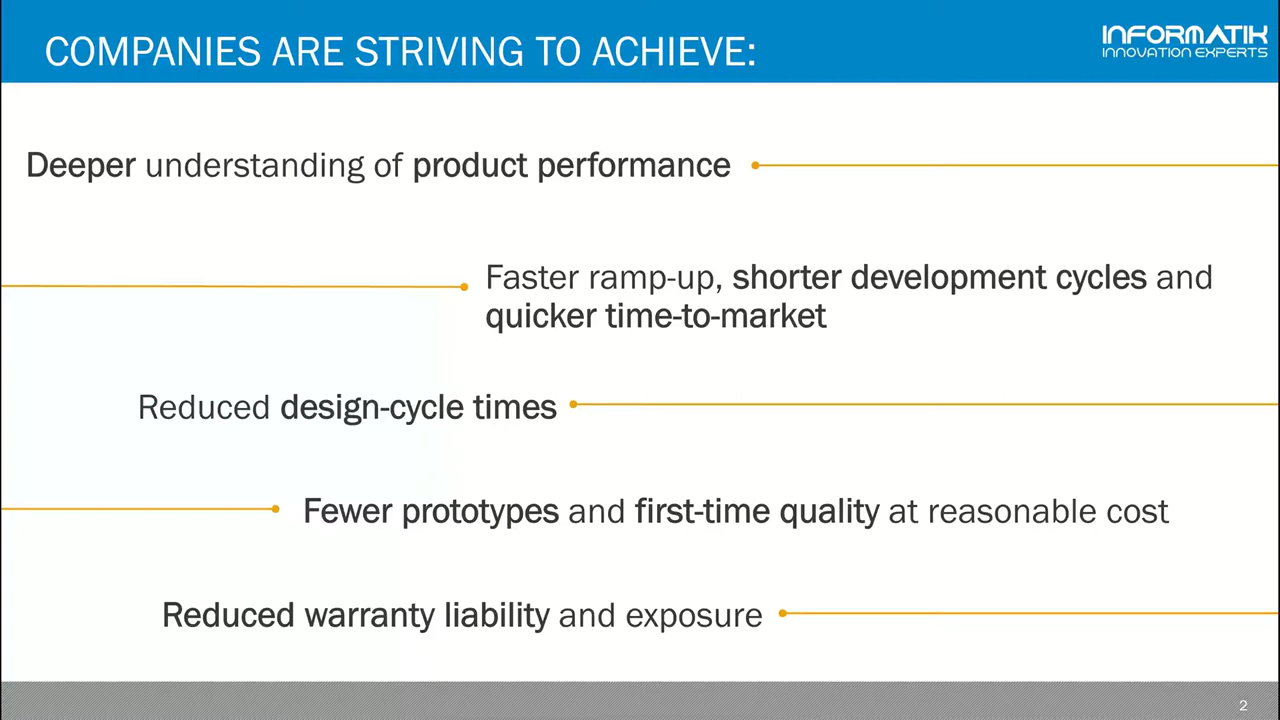 COMPANIES ARE STRIVING TO ACHIEVE:
INFORMATIK
INNOVATION EXPERTS
Deeper understanding of product performance
Faster ramp-up, shorter development cycles and
quicker time-to-market
Reduced design-cycle times
Fewer prototypes and first-time quality at reasonable cost
Reduced warranty liability and exposure
2